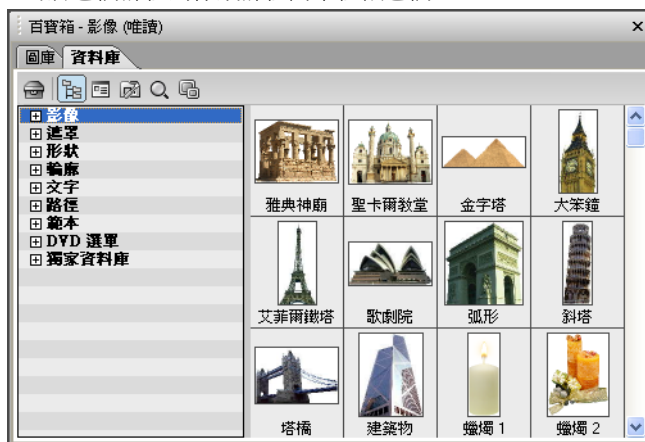 百寶箱 - 影像 (唯讀)
圖庫 資料庫
影像
遮罩
形狀
輪廓
文字
路徑
範本
DVD 選單
獨家資料庫
雅典神廟 聖卡爾教堂 金字塔 大笨鐘
艾菲爾鐵塔 歌劇院 弧形 斜塔
塔橋 建築物 蠟燭 1 蠟燭 2